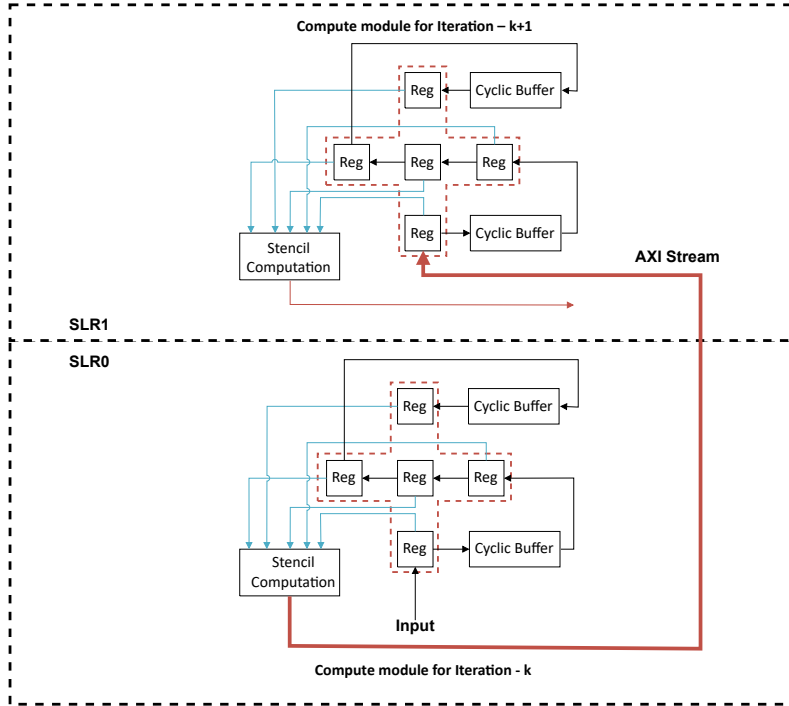 Compute module for Iteration – k+1
Reg
Cyclic Buffer
Reg
Reg
Reg
Reg
Cyclic Buffer
Stencil
Computation
AXI Stream
SLR1
SLR0
Reg
Cyclic Buffer
Reg
Reg
Reg
Reg
Cyclic Buffer
Stencil
Computation
Input
Compute module for Iteration - k